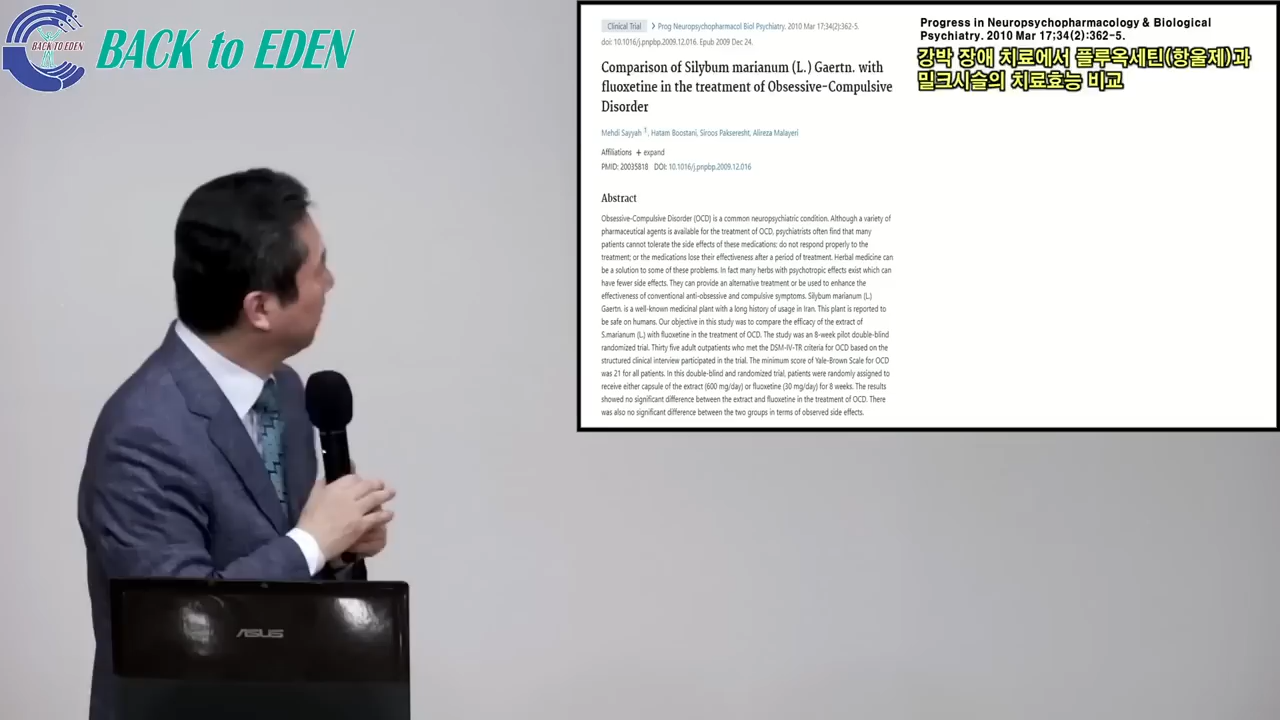 BACK to EDEN
Clinical Trial > Prog Neuropsychopharmacol Biol Psychiatry. 2010 Mar 17;34(2):362-5.
doi: 10.1016/j.pnpbp.2009.12.016. Epub 2009 Dec 24.
Comparison of Silybum marianum (L.) Gaertn. with
fluoxetine in the treatment of Obsessive-Compulsive
Disorder
Mehdi Sayyah 1, Hatam Boostani, Siroos Pakseresht, Alireza Malayeri
Affiliations + expand
PMID: 20035818 DOI: 10.1016/j.pnpbp.2009.12.016
Abstract
Obsessive-Compulsive Disorder (OCD) is a common neuropsychiatric condition. Although a variety of
pharmaceutical agents is available for the treatment of OCD, psychiatrists often find that many
patients cannot tolerate the side effects of these medications; do not respond properly to the
treatment; or the medications lose their effectiveness after a period of treatment. Herbal medicine can
be a solution to some of these problems. In fact many herbs with psychotropic effects exist which can
have fewer side effects. They can provide an alternative treatment or be used to enhance the
effectiveness of conventional anti-obsessive and compulsive symptoms. Silybum marianum (L.)
Gaertn. is a well-known medicinal plant with a long history of usage in Iran. This plant is reported to
be safe on humans. Our objective in this study was to compare the efficacy of the extract of
S.marianum (L.) with fluoxetine in the treatment of OCD. The study was an 8-week pilot double-blind
randomized trial. Thirty five adult outpatients who met the DSM-IV-TR criteria for OCD based on the
structured clinical interview participated in the trial. The minimum score of Yale-Brown Scale for OCD
was 21 for all patients. In this double-blind and randomized trial, patients were randomly assigned to
receive either capsule of the extract (600 mg/day) or fluoxetine (30 mg/day) for 8 weeks. The results
showed no significant difference between the extract and fluoxetine in the treatment of OCD. There
was also no significant difference between the two groups in terms of observed side effects.
Progress in Neuropsychopharmacology & Biological
Psychiatry. 2010 Mar 17;34(2):362-5.
강박 장애 치료에서 플루옥세틴(항울제)과
밀크시슬의 치료효능 비교
ASUS